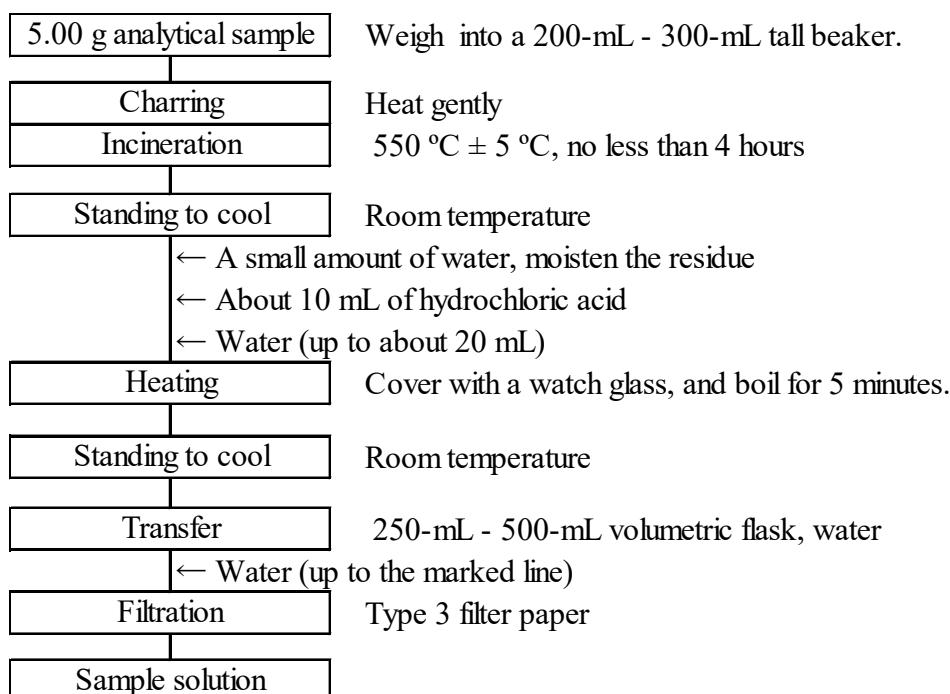 5.00 g analytical sample Weigh into a 200-mL - 300-mL tall beaker.
Charring Heat gently
Incineration 550 ºC ± 5 ºC, no less than 4 hours
Standing to cool Room temperature
← A small amount of water, moisten the residue
← About 10 mL of hydrochloric acid
← Water (up to about 20 mL)
Heating Cover with a watch glass, and boil for 5 minutes.
Standing to cool Room temperature
Transfer 250-mL - 500-mL volumetric flask, water
← Water (up to the marked line)
Filtration Type 3 filter paper
Sample solution